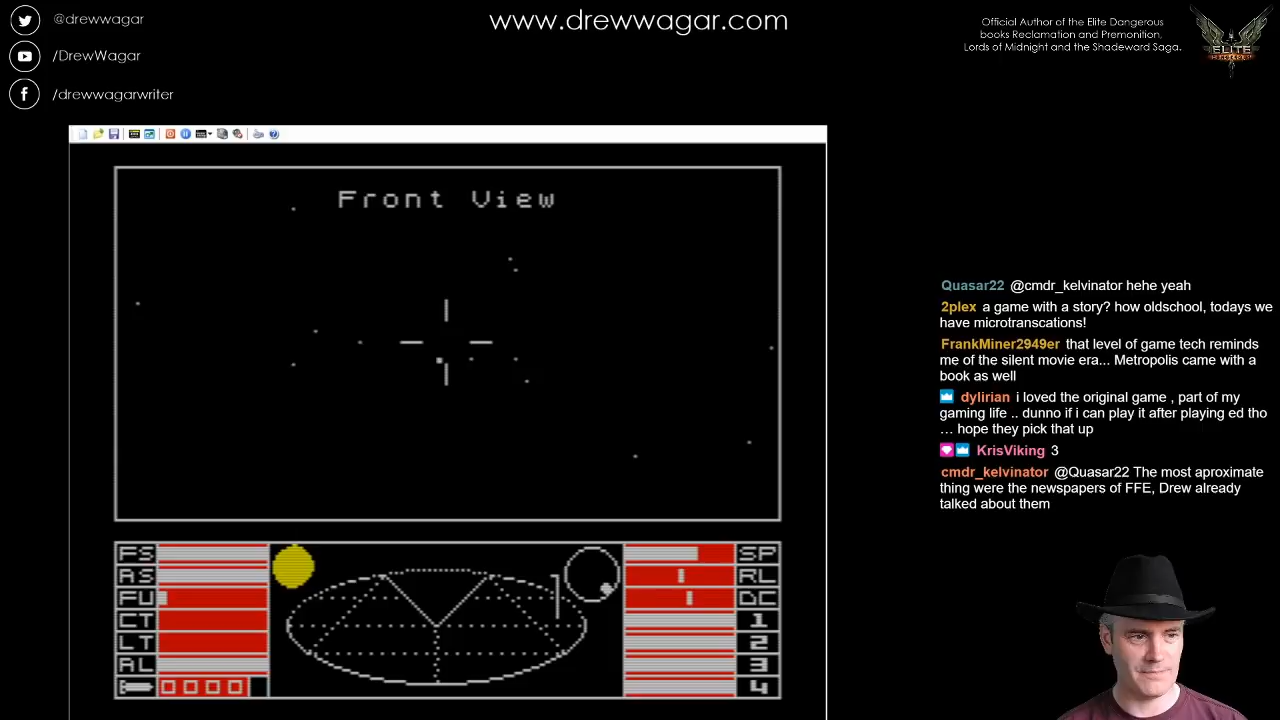 @drewwagar
/DrewWagar
/drewwagarwriter
www.drewwagar.com
Official Author of the Elite Dangerous
books Reclamation and Premonition,
Lords of Midnight and the Shadeward Saga.
ELITE
DANGEROUS
Front View
FS
AS
FU
CT
LT
AL
SP
RL
DC
1
2
3
4
Quasar22 @cmdr_kelvinator hehe yeah
2plex a game with a story? how oldschool, todays we
have microtranscations!
FrankMiner2949er that level of game tech reminds
me of the silent movie era... Metropolis came with a
book as well
dylirian i loved the original game , part of my
gaming life .. dunno if i can play it after playing ed tho
… hope they pick that up
KrisViking 3
cmdr_kelvinator @Quasar22 The most aproximate
thing were the newspapers of FFE, Drew already
talked about them